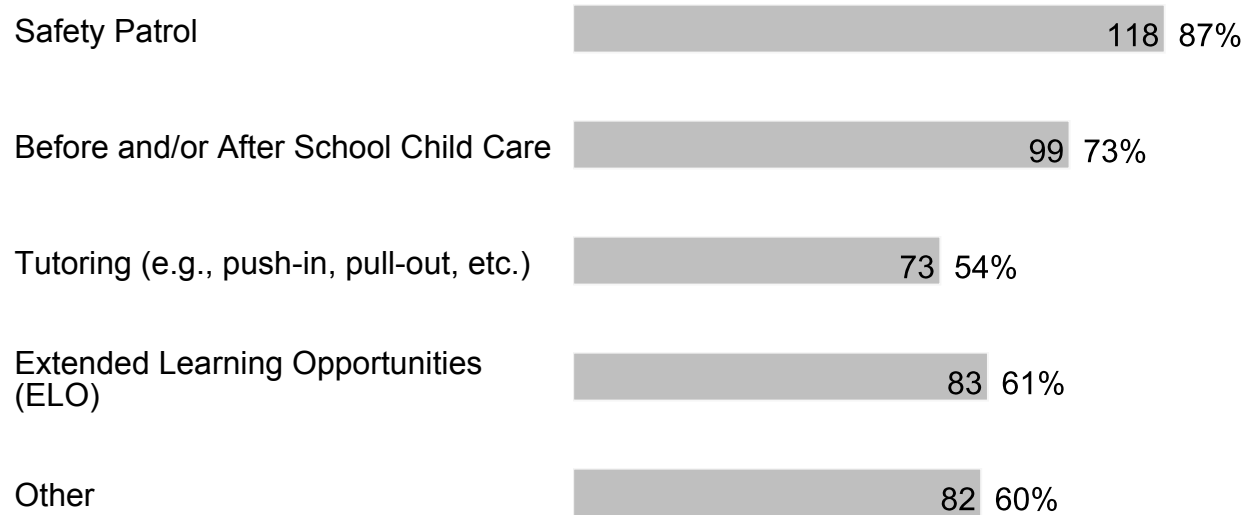 Safety Patrol 118 87%
Before and/or After School Child Care 99 73%
Tutoring (e.g., push-in, pull-out, etc.) 73 54%
Extended Learning Opportunities
(ELO) 83 61%
Other 82 60%